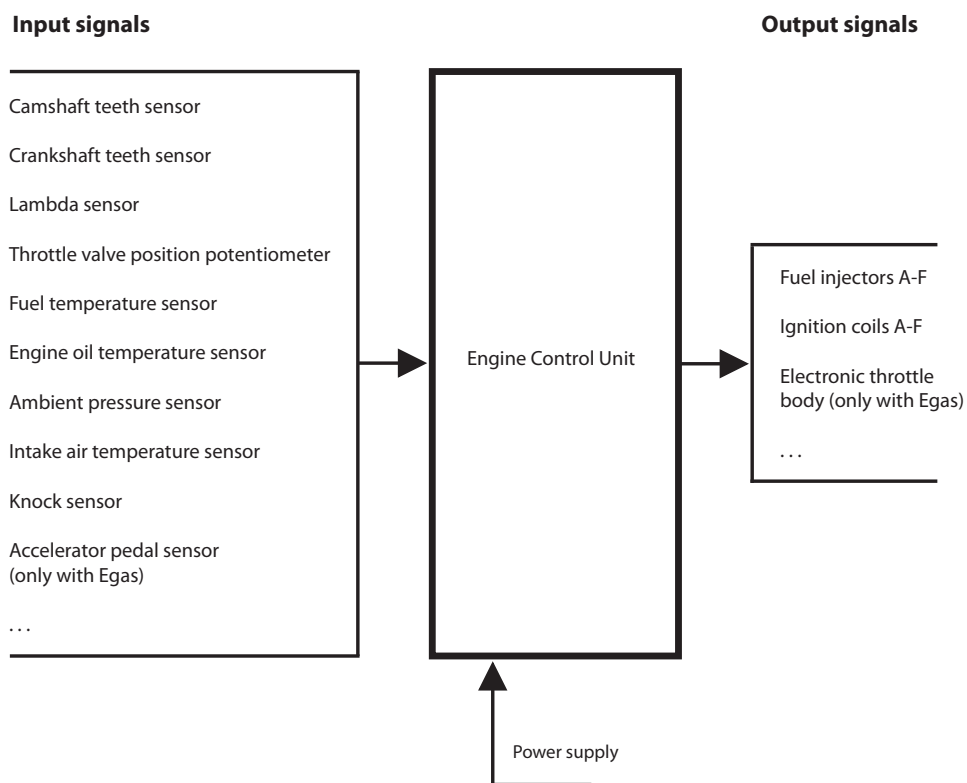 Input signals
Camshaft teeth sensor
Crankshaft teeth sensor
Lambda sensor
Throttle valve position potentiometer
Fuel temperature sensor
Engine oil temperature sensor
Ambient pressure sensor
Intake air temperature sensor
Knock sensor
Accelerator pedal sensor
(only with Egas)
...
Engine Control Unit
Power supply
Output signals
Fuel injectors A-F
Ignition coils A-F
Electronic throttle
body (only with Egas)
...